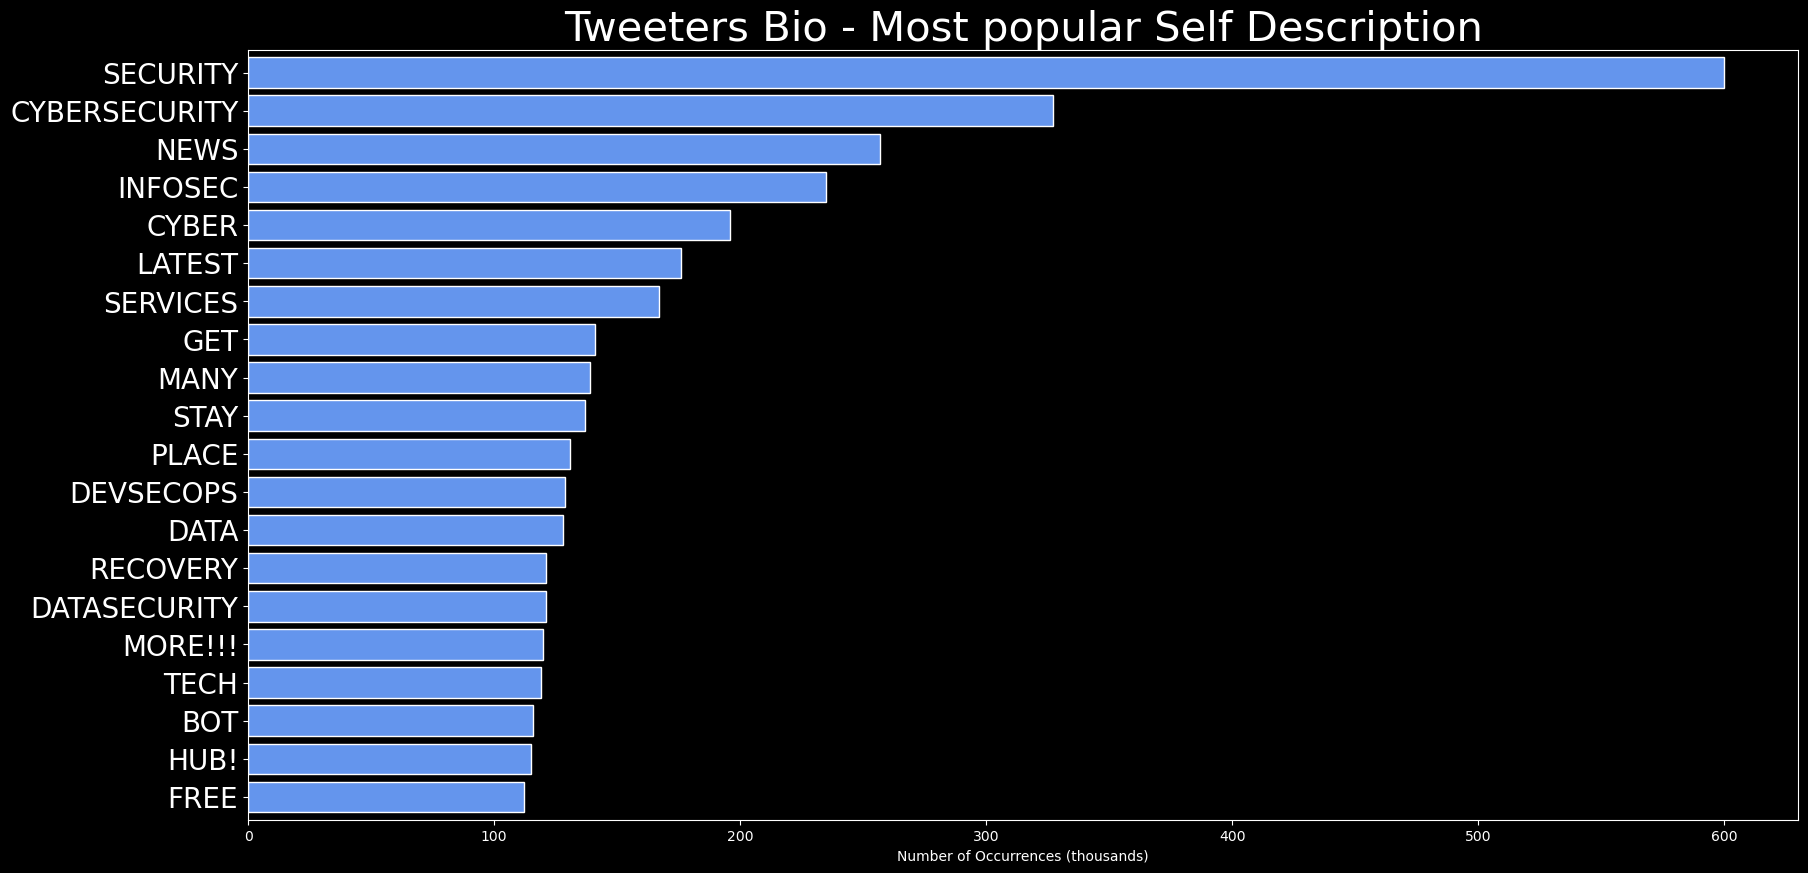 Tweeters Bio - Most popular Self Description
SECURITY
CYBERSECURITY
NEWS
INFOSEC
CYBER
LATEST
SERVICES
GET
MANY
STAY
PLACE
DEVSECOPS
DATA
RECOVERY
DATASECURITY
MORE!!!
TECH
BOT
HUB!
FREE
0 100 200 300 400 500 600
Number of Occurrences (thousands)